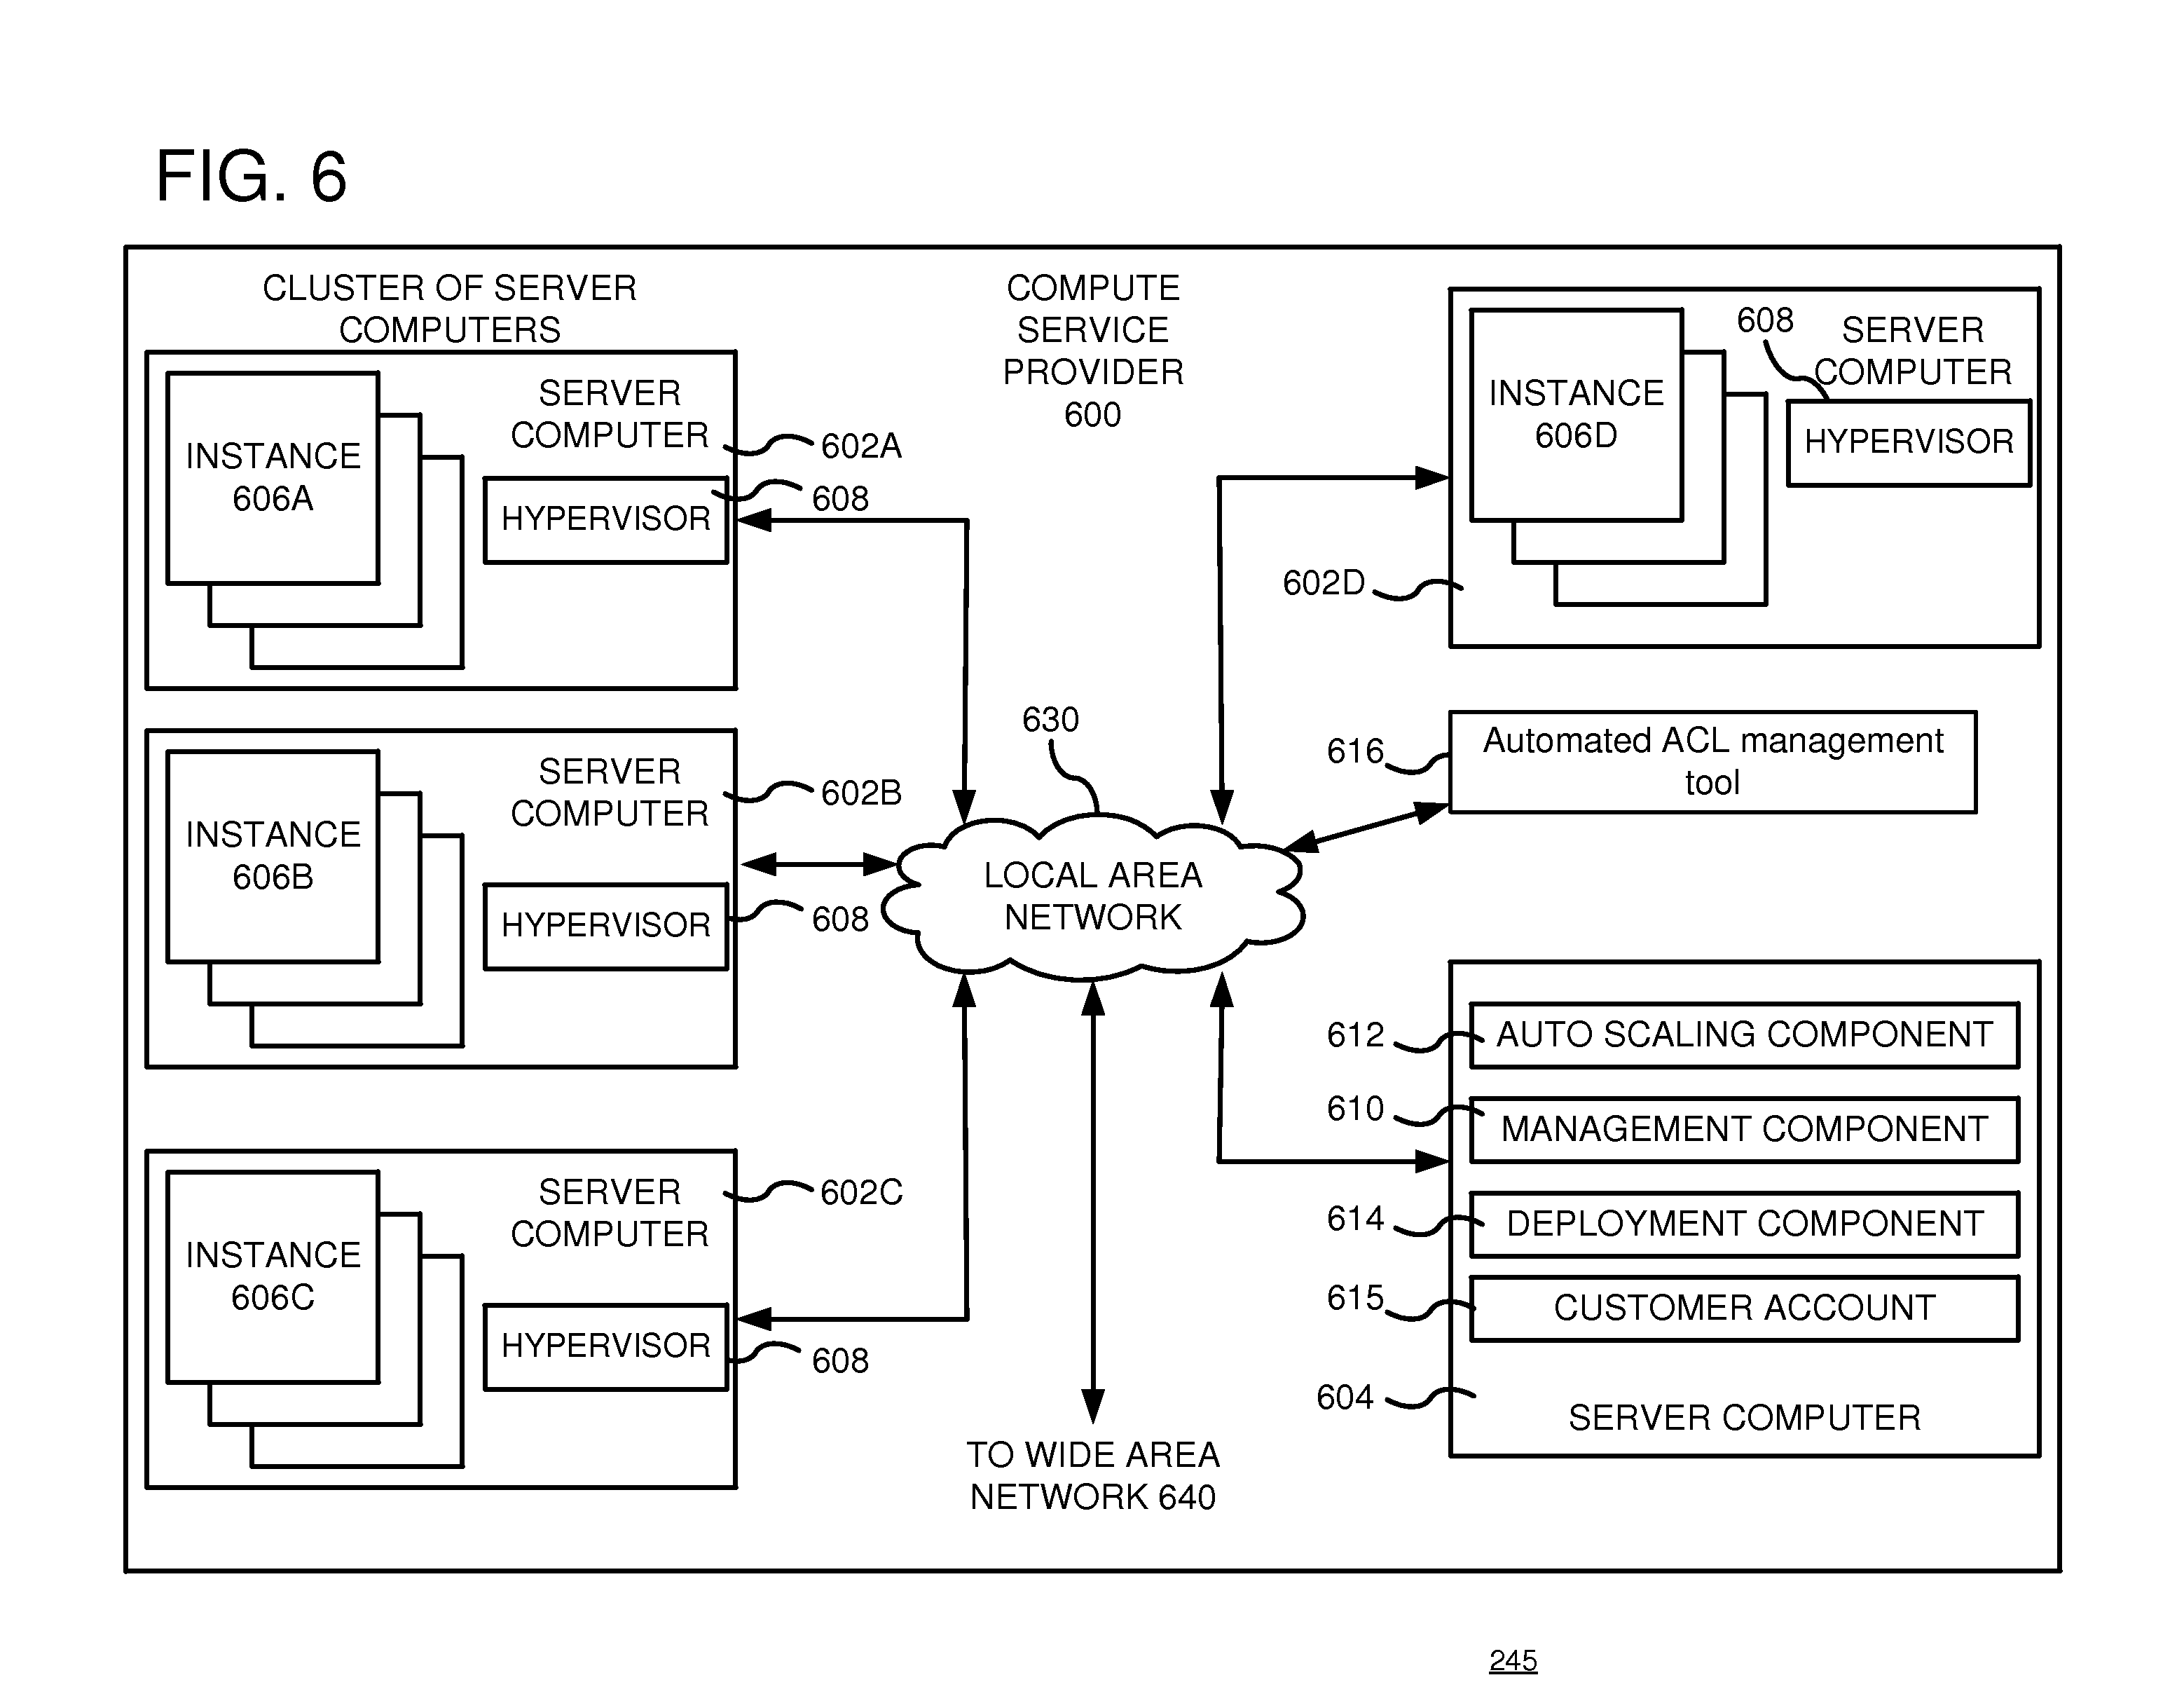 FIG. 6
CLUSTER OF SERVER
COMPUTERS
SERVER
COMPUTER
602A
INSTANCE
606A
HYPERVISOR
608
SERVER
COMPUTER
602B
INSTANCE
606B
HYPERVISOR
608
SERVER
COMPUTER
602C
INSTANCE
606C
HYPERVISOR
608
COMPUTE
SERVICE
PROVIDER
600
630
LOCAL AREA
NETWORK
TO WIDE AREA
NETWORK 640
608
SERVER
COMPUTER
INSTANCE
606D
HYPERVISOR
602D
616
Automated ACL management
tool
612
AUTO SCALING COMPONENT
610
MANAGEMENT COMPONENT
614
DEPLOYMENT COMPONENT
615
CUSTOMER ACCOUNT
604
SERVER COMPUTER
245